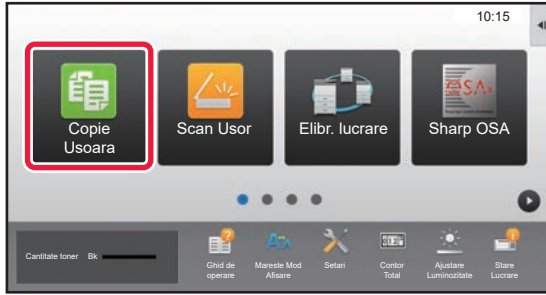 10:15
Copie
Usoara
Scan Usor
Elibr. lucrare
OSA
Sharp OSA
Cantitate toner Bk
Ghid de
operare
Mareste Mod
Afisare
Setari
Contor
Total
Ajustare
Luminozitate
Stare
Lucrare